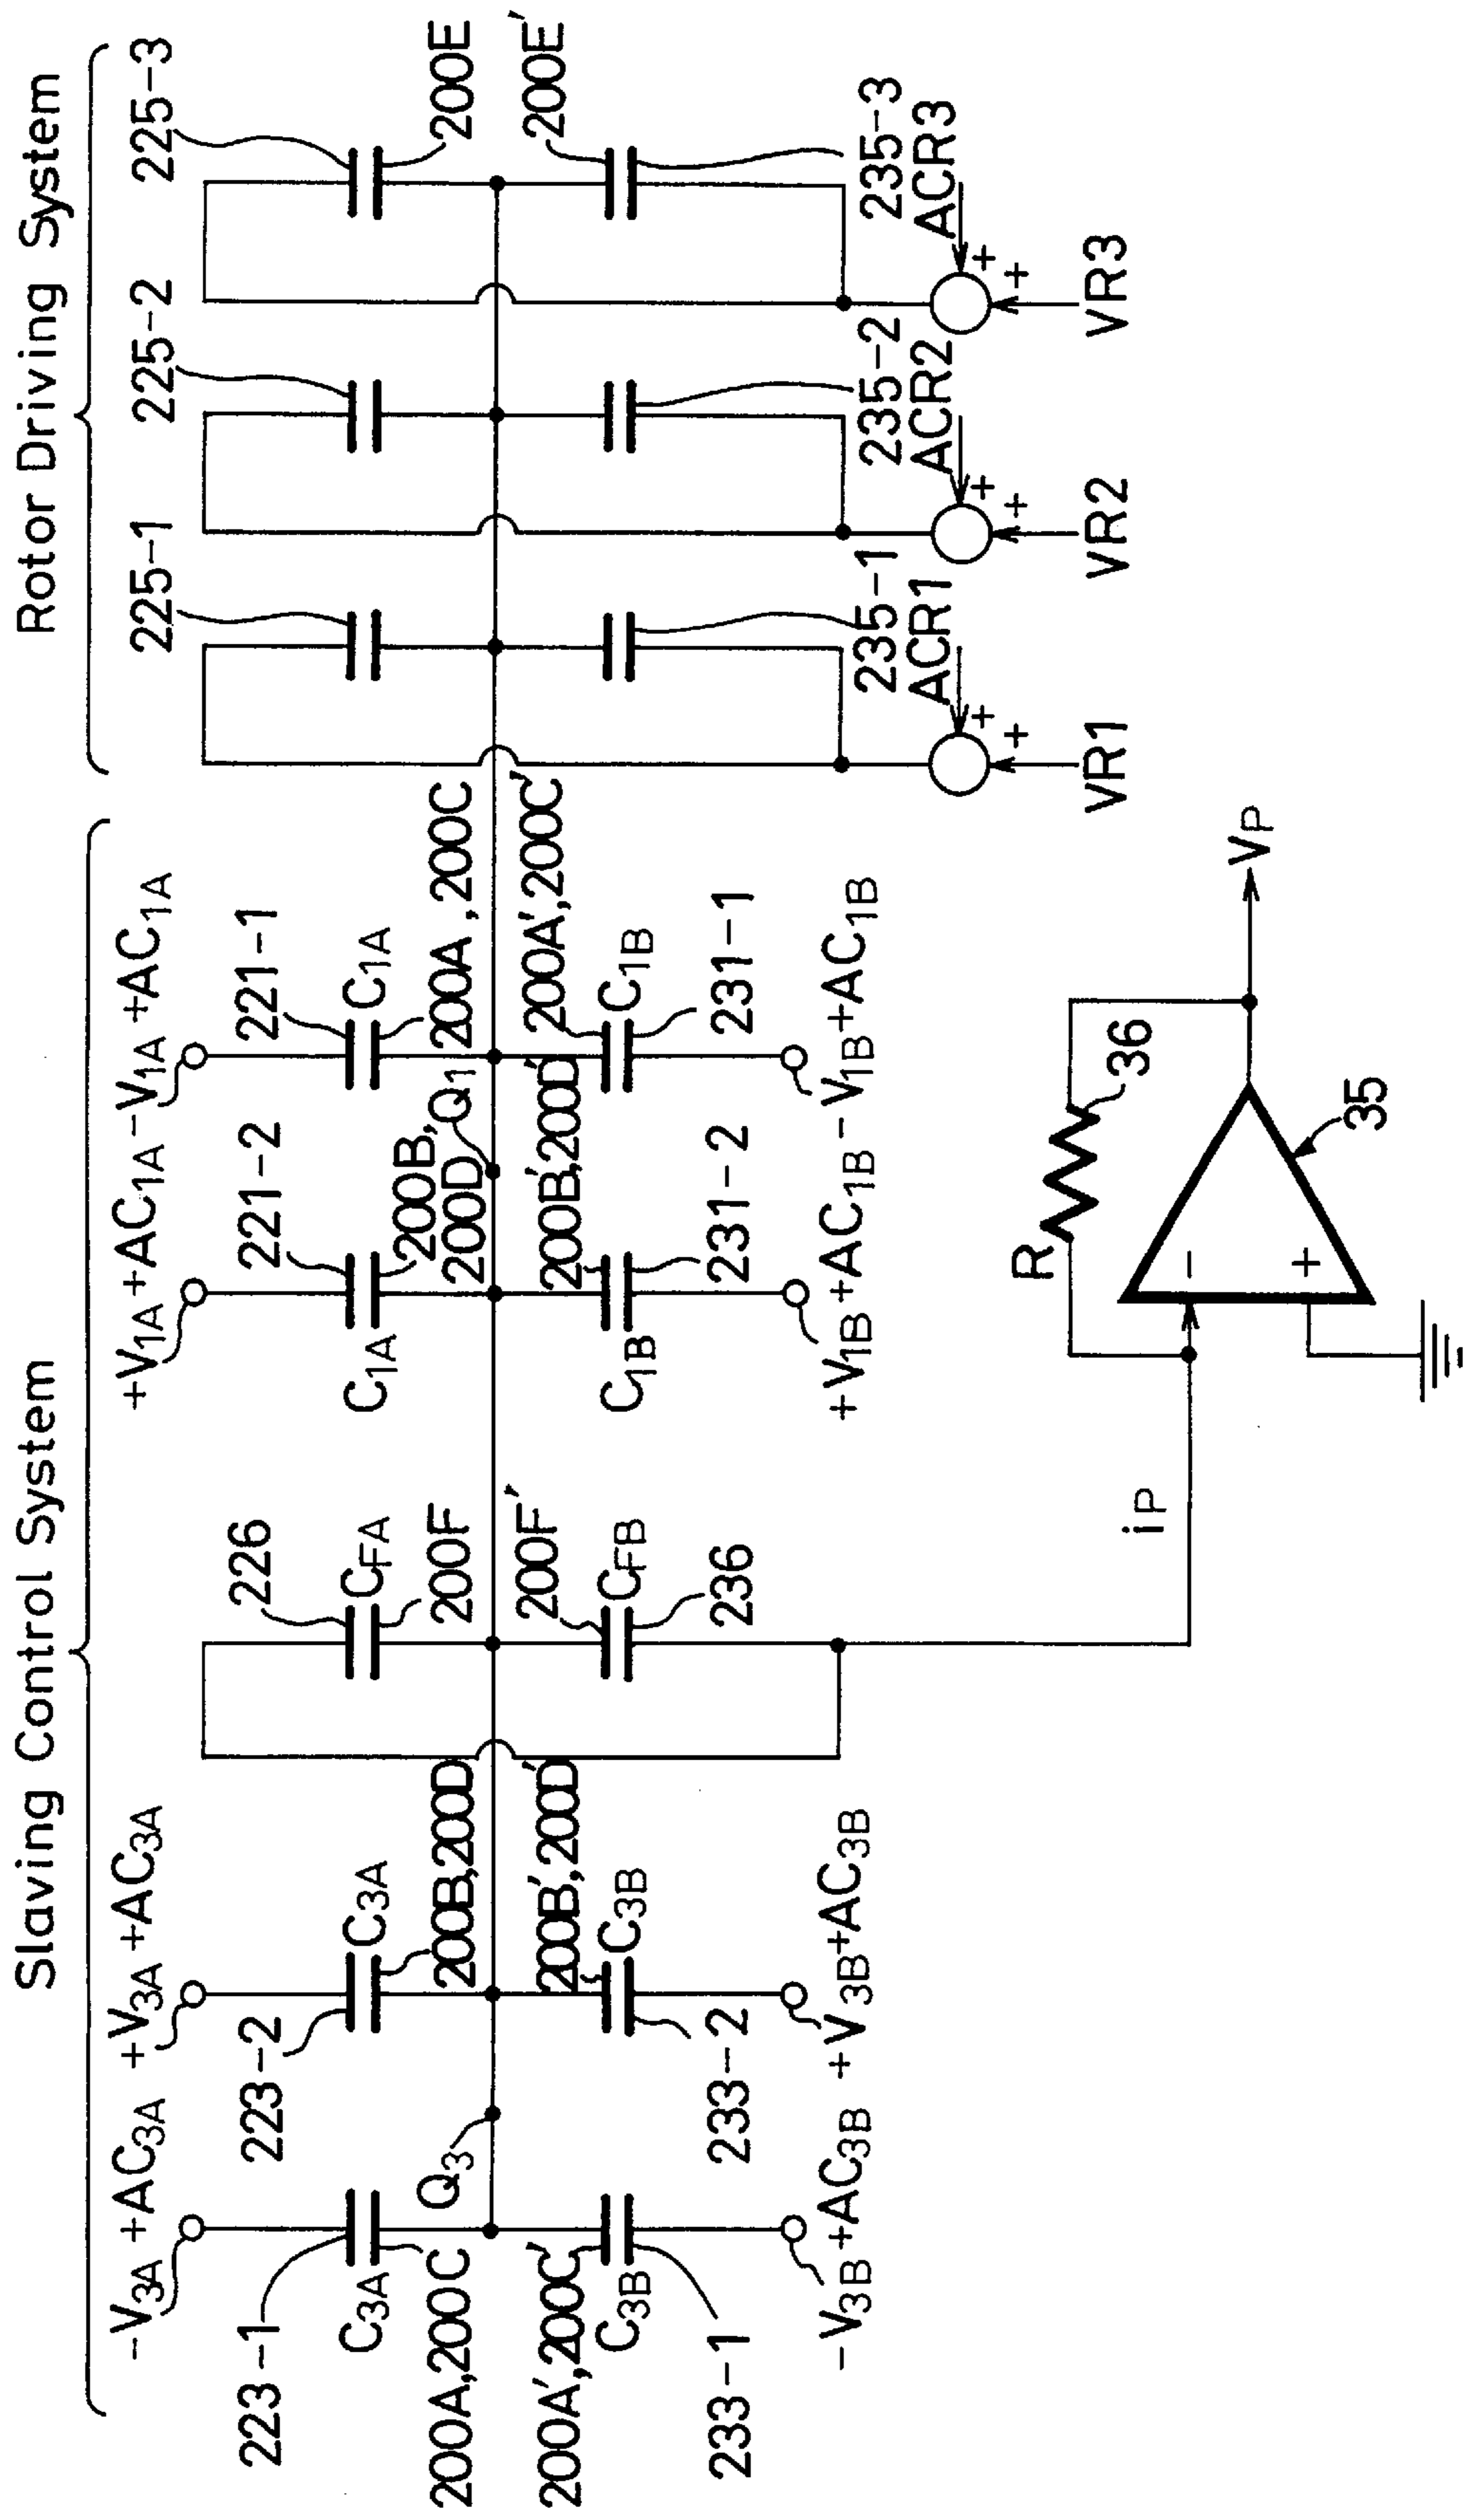 Slaving Control System
Rotor Driving System
-V3A +AC3A
+V3A +AC3A
+V1A +AC1A
-V1A +AC1A
225-1
225-2
225-3
223-1
223-2
226
221-2
221-1
C3A
C3A
CFA
C1A
C1A
200A,200C
Q3
200B,200D
200F
200B,
200D
Q1
200A,200C
200E
200A',200C'
200B',200D'
200F'
200B',200D'
200A',200C'
200E'
C3B
C3B
CFB
C1B
C1B
233-1
233-2
236
231-2
231-1
-V3B+AC3B
+V3B+AC3B
+V1B+AC1B
-V1B+AC1B
235-1
235-2
235-3
ACR1
ACR2
ACR3
+
+
+
+
+
+
VR1
VR2
VR3
iP
R
36
-
+
35
VP